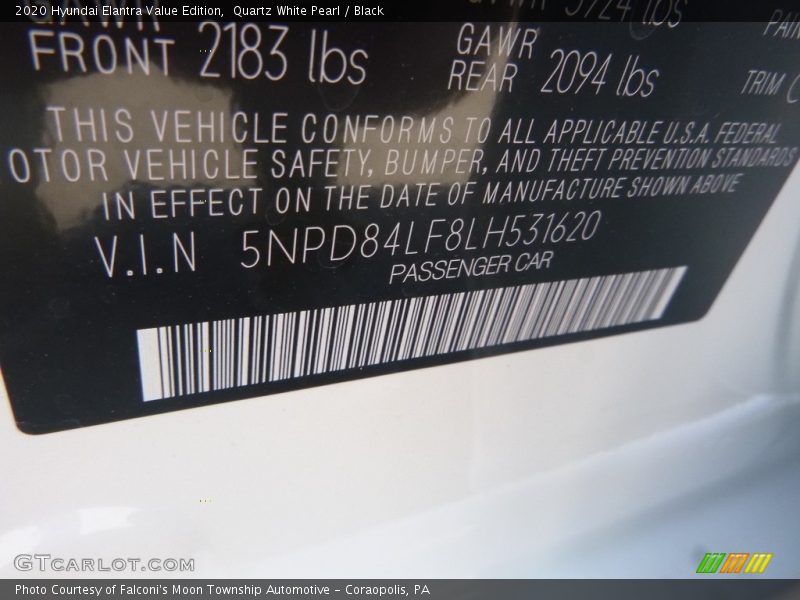 2020 Hyundai Elantra Value Edition,  Quartz White Pearl / Black
lbs
FRONT 2183 lbs
GAWR
REAR 2094 lbs
TRIM
THIS VEHICLE CONFORMS TO ALL APPLICABLE U.S.A. FEDERAL
OTOR VEHICLE SAFETY, BUMPER, AND THEFT PREVENTION STANDARDS
IN EFFECT ON THE DATE OF MANUFACTURE SHOWN ABOVE
V.I.N 5NPD84LF8LH531620
PASSENGER CAR
GTCARLOT.COM
Photo Courtesy of Falconi's Moon Township Automotive – Coraopolis, PA